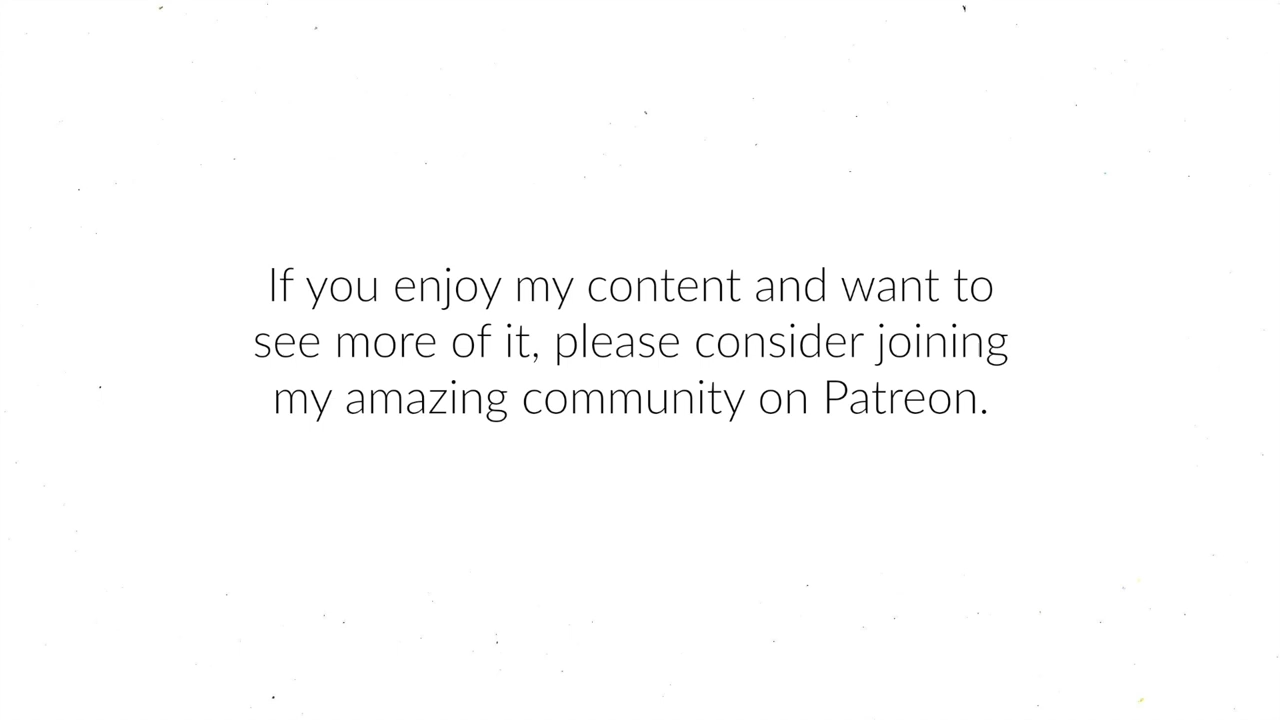 If you enjoy my content and want to
see more of it, please consider joining
my amazing community on Patreon.